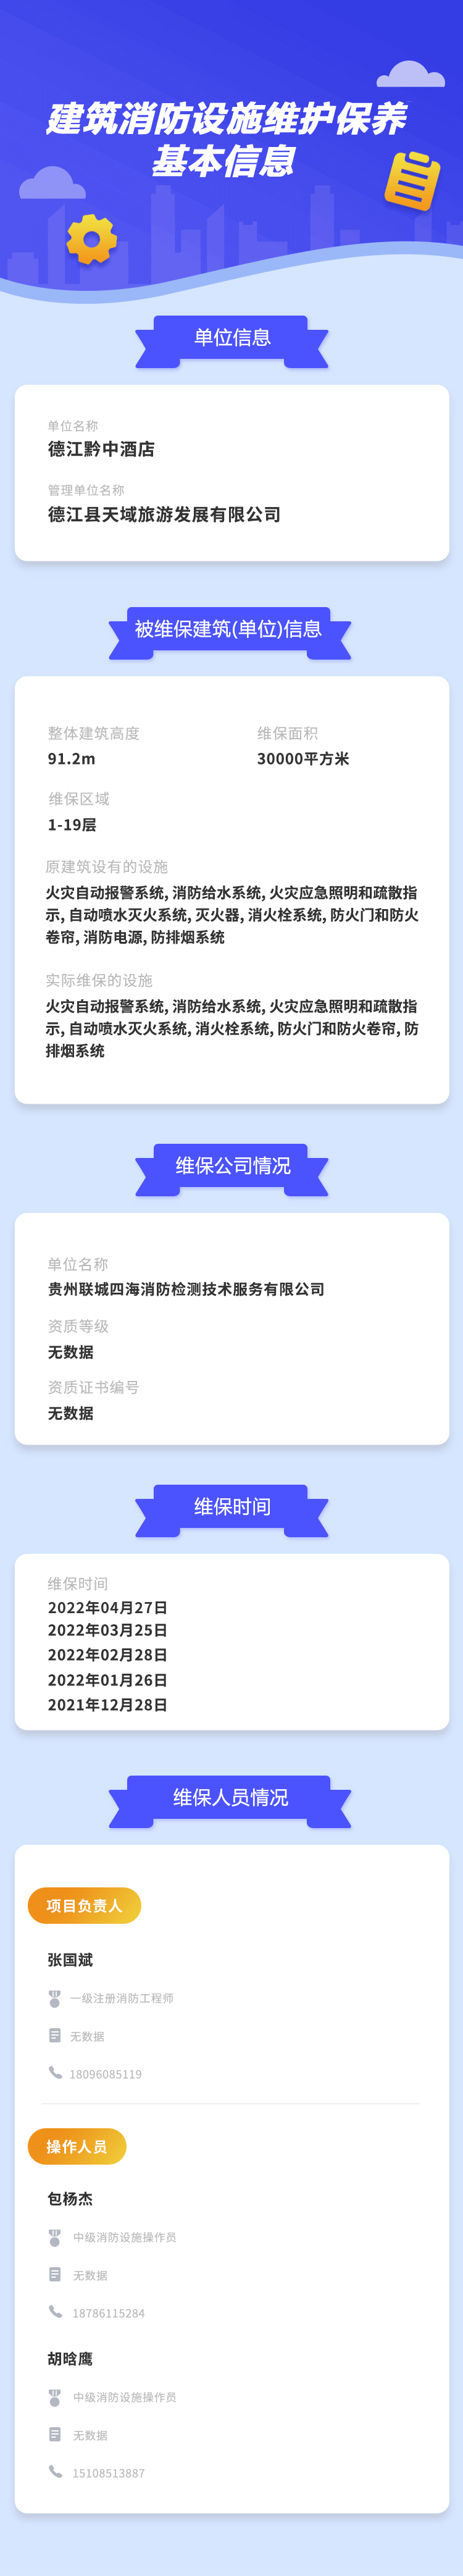 建筑消防设施维护保养
基本信息
单位信息
单位名称
德江黔中酒店
管理单位名称
德江县天域旅游发展有限公司
被维保建筑(单位)信息
整体建筑高度 维保面积
91.2m 30000平方米
维保区域
1-19层
原建筑设有的设施
火灾自动报警系统, 消防给水系统, 火灾应急照明和疏散指
示, 自动喷水灭火系统, 灭火器, 消火栓系统, 防火门和防火
卷帘, 消防电源, 防排烟系统
实际维保的设施
火灾自动报警系统, 消防给水系统, 火灾应急照明和疏散指
示, 自动喷水灭火系统, 消火栓系统, 防火门和防火卷帘, 防
排烟系统
维保公司情况
单位名称
贵州联城四海消防检测技术服务有限公司
资质等级
无数据
资质证书编号
无数据
维保时间
维保时间
2022年04月27日
2022年03月25日
2022年02月28日
2022年01月26日
2021年12月28日
维保人员情况
项目负责人
张国斌
一级注册消防工程师
无数据
18096085119
操作人员
包杨杰
中级消防设施操作员
无数据
18786115284
胡晗鹰
中级消防设施操作员
无数据
15108513887